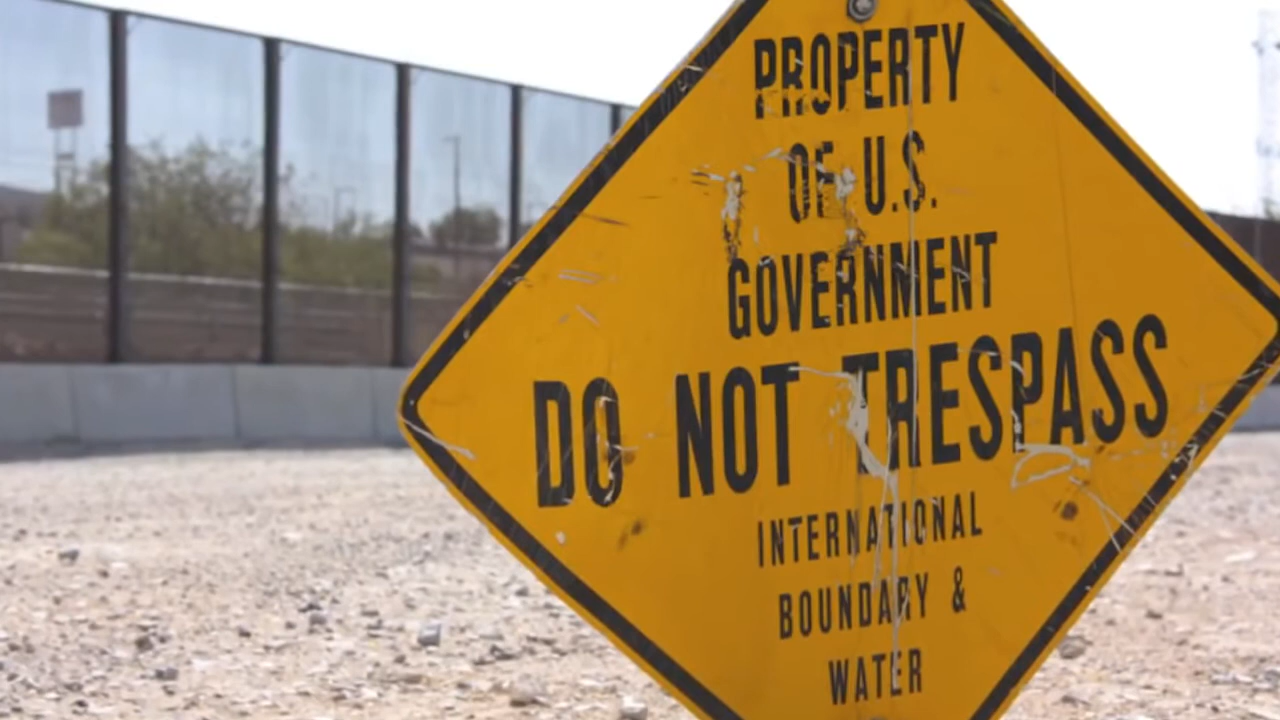 PROPERTY
OF U.S.
GOVERNMENT
DO NOT TRESPASS
INTERNATIONAL
BOUNDARY &
WATER